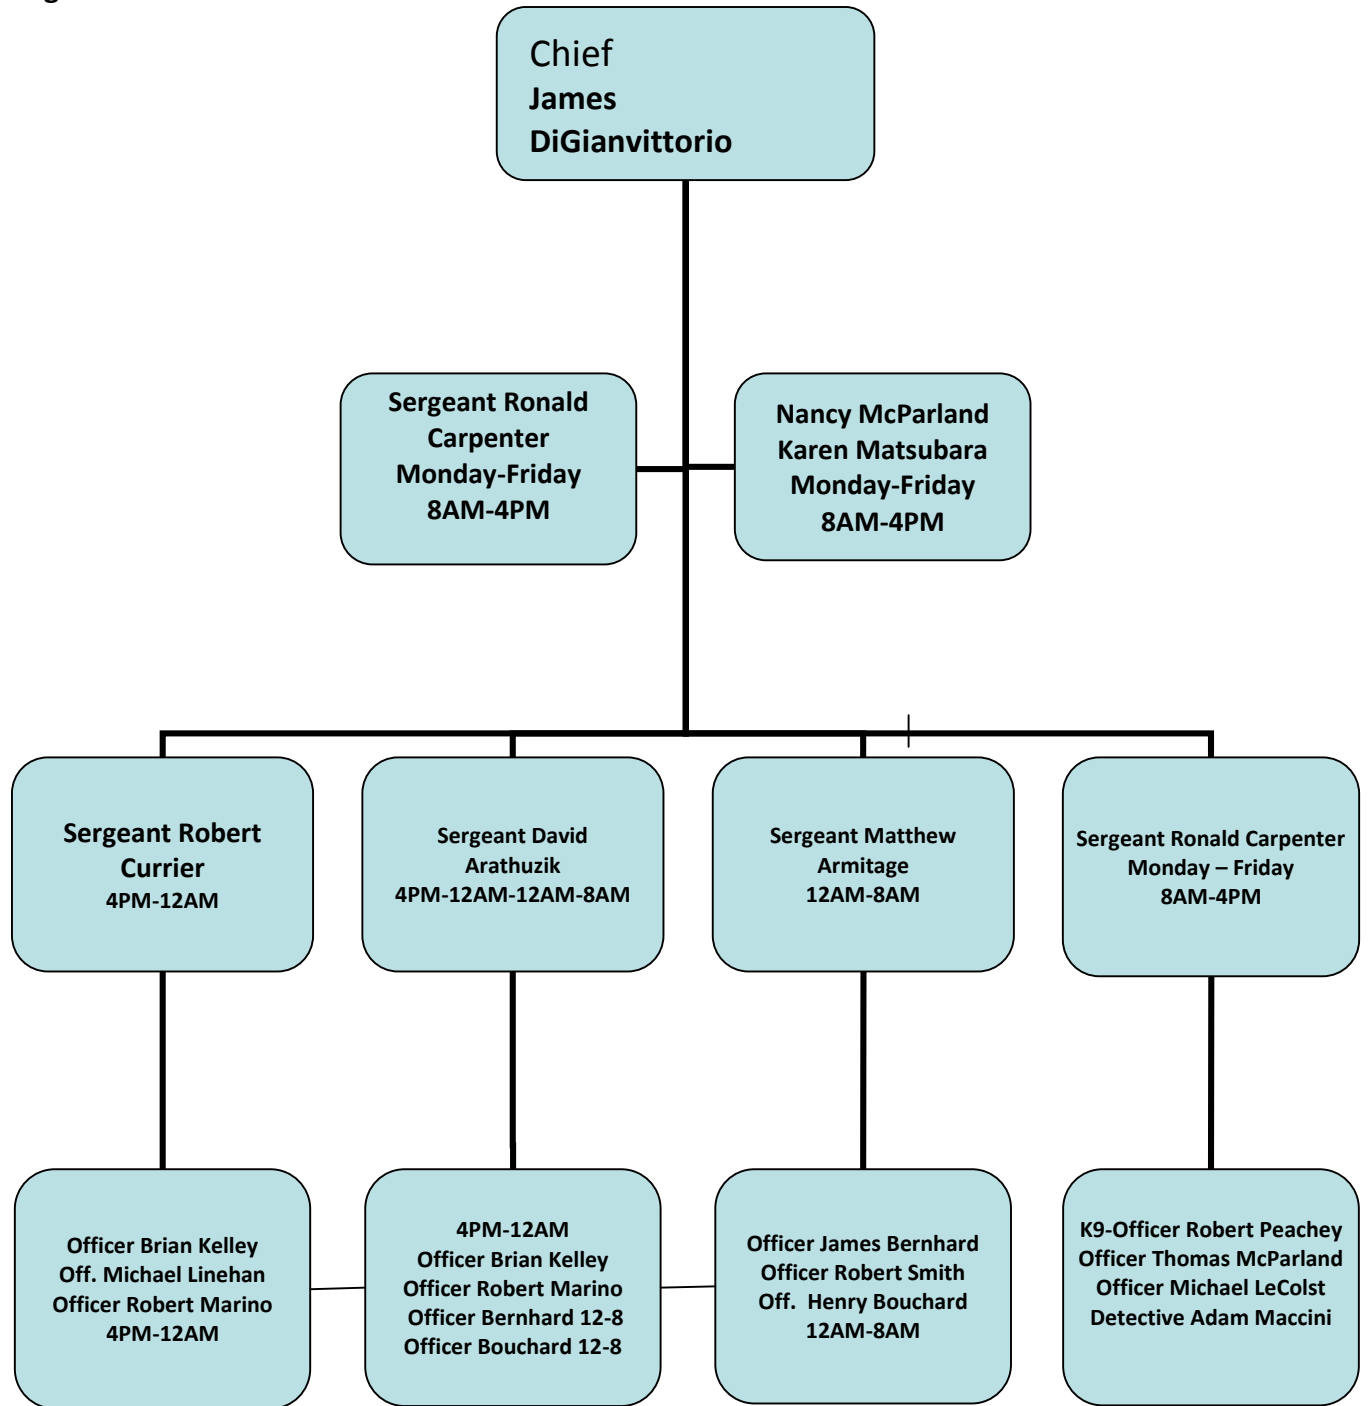 Chief
James
DiGianvittorio
Sergeant Ronald
Carpenter
Monday-Friday
8AM-4PM
Nancy McParland
Karen Matsubara
Monday-Friday
8AM-4PM
Sergeant Robert
Currier
4PM-12AM
Sergeant David
Arathuzik
4PM-12AM-12AM-8AM
Sergeant Matthew
Armitage
12AM-8AM
Sergeant Ronald Carpenter
Monday – Friday
8AM-4PM
Officer Brian Kelley
Off. Michael Linehan
Officer Robert Marino
4PM-12AM
4PM-12AM
Officer Brian Kelley
Officer Robert Marino
Officer Bernhard 12-8
Officer Bouchard 12-8
Officer James Bernhard
Officer Robert Smith
Off. Henry Bouchard
12AM-8AM
K9-Officer Robert Peachey
Officer Thomas McParland
Officer Michael LeColst
Detective Adam Maccini